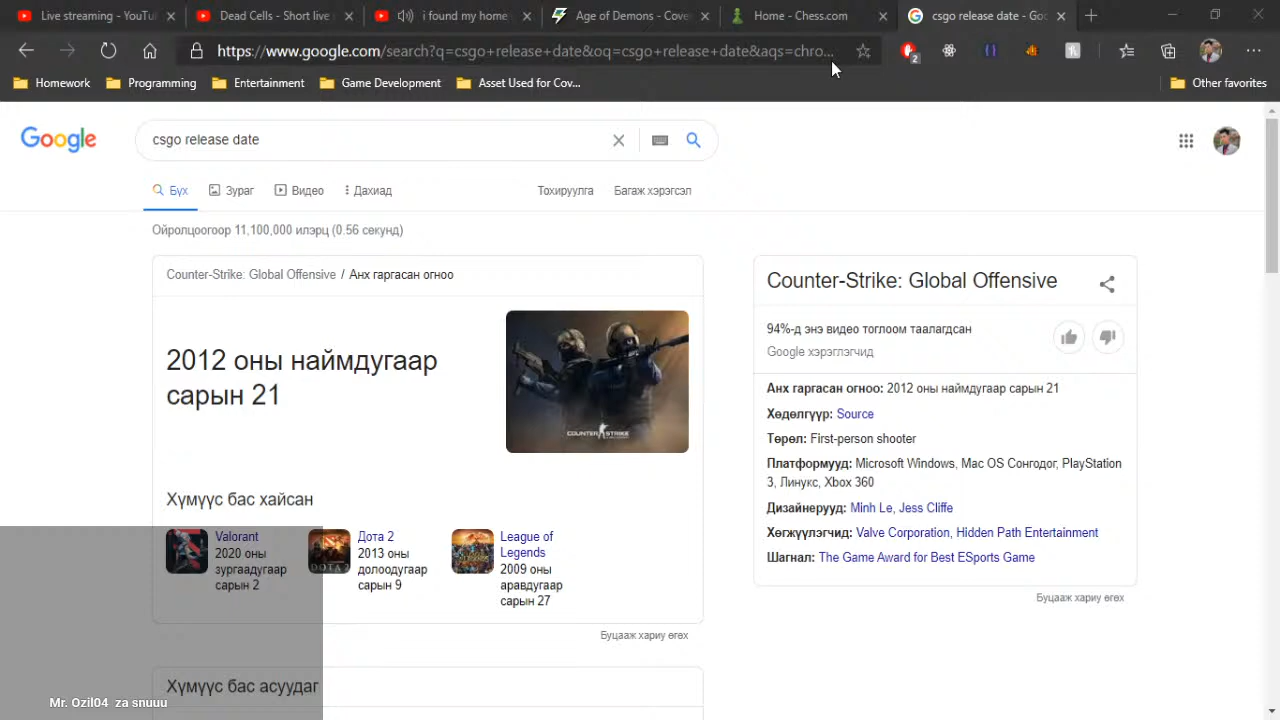 Live streaming - YouTu
Dead Cells - Short live
i found my home
Age of Demons - Cove
Home - Chess.com
csgo release date - Goo
https://www.google.com/search?q=csgo+release+date&oq=csgo+release+date&aqs=chro...
2
Homework
Programming
Entertainment
Game Development
Asset Used for Cov...
Other favorites
Google
csgo release date
Бүх
Зураг
Видео
Дахиад
Тохируулга
Багаж хэрэгсэл
Ойролцоогоор 11,100,000 илэрц (0.56 секунд)
Counter-Strike: Global Offensive / Анх гаргасан огноо
2012 оны наймдугаар
сарын 21
COUNTER STRIKE
Хүмүүс бас хайсан
Valorant
2020 оны
зургаадугаар
сарын 2
DOTA 2
Дота 2
2013 оны
долоодугаар
сарын 9
League of
Legends
2009 оны
аравдугаар
сарын 27
Буцааж хариу өгөх
Хүмүүс бас асуудаг
Counter-Strike: Global Offensive
94%-д энэ видео тоглоом таалагдсан
Google хэрэглэгчид
Анх гаргасан огноо: 2012 оны наймдугаар сарын 21
Хөдөлгүүр: Source
Төрөл: First-person shooter
Платформууд: Microsoft Windows, Mac OS Сонгодог, PlayStation
3, Линукс, Xbox 360
Дизайнерууд: Minh Le, Jess Cliffe
Хөгжүүлэгчид: Valve Corporation, Hidden Path Entertainment
Шагнал: The Game Award for Best ESports Game
Буцааж хариу өгөх
Mr. Ozil04 za snuuu